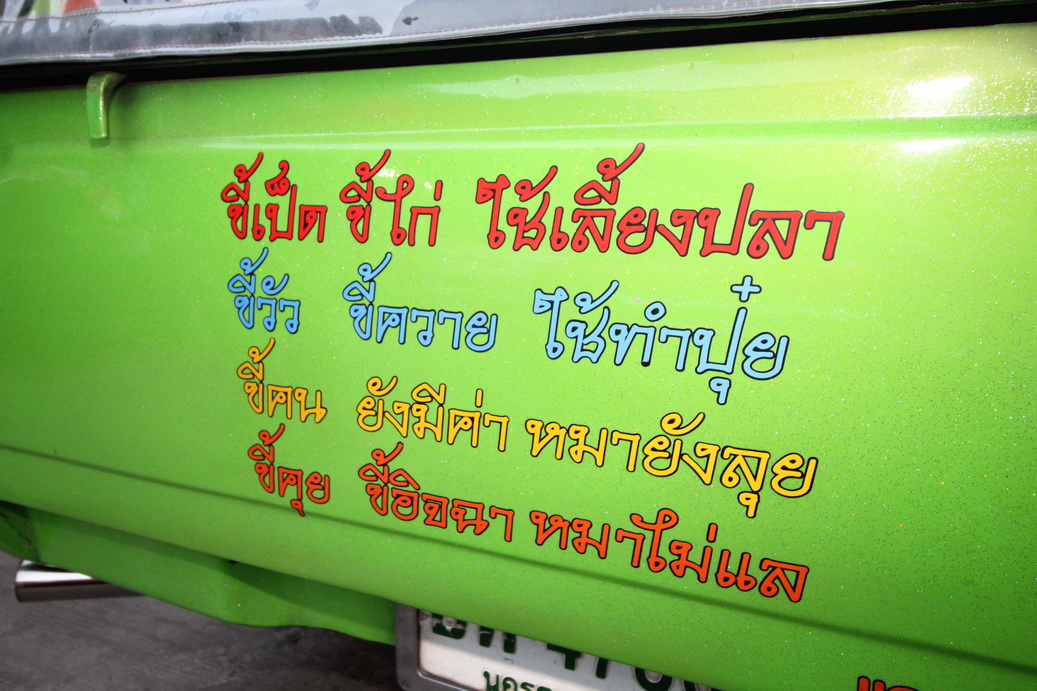 ขี้เป็ด ขี้ไก่ ใช้เลี้ยงปลา
ขี้วัว ขี้ควาย ใช้ทำปุ๋ย
ขี้คน ยังมีค่า หมายังลุย
ขี้คุย ขี้อิจฉา หมาไม่แล